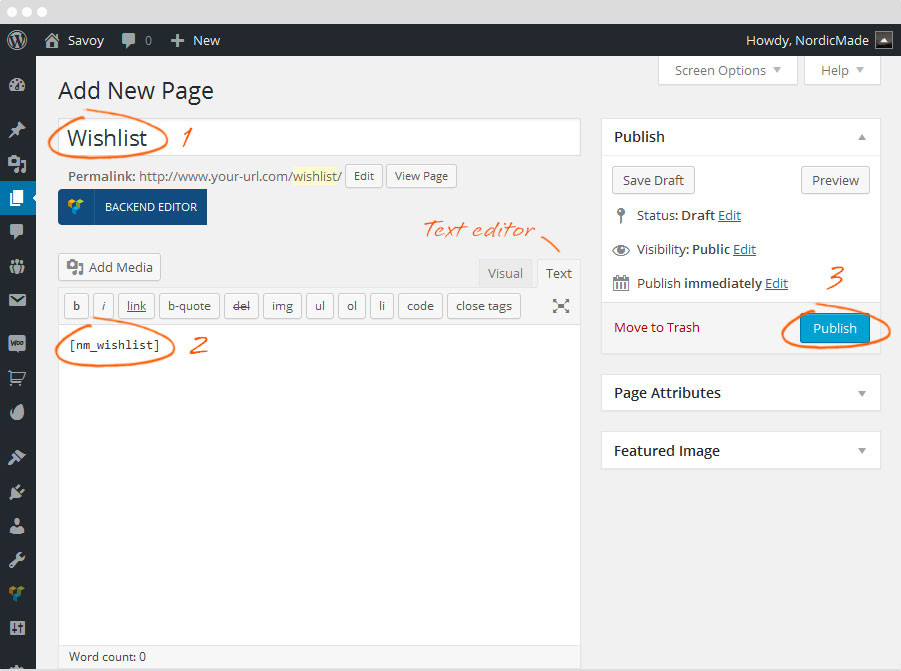 Savoy 0 New Howdy, NordicMade
Screen Options Help
Add New Page
Wishlist 1
Permalink: http://www.your-url.com/wishlist/ Edit View Page
BACKEND EDITOR
Text editor
Add Media Visual Text
b i link b-quote del img ul ol li code close tags
[nm_wishlist] 2
Word count: 0
Publish
Save Draft Preview
Status: Draft Edit
Visibility: Public Edit
Publish immediately Edit
3
Move to Trash Publish
Page Attributes
Featured Image
Woo